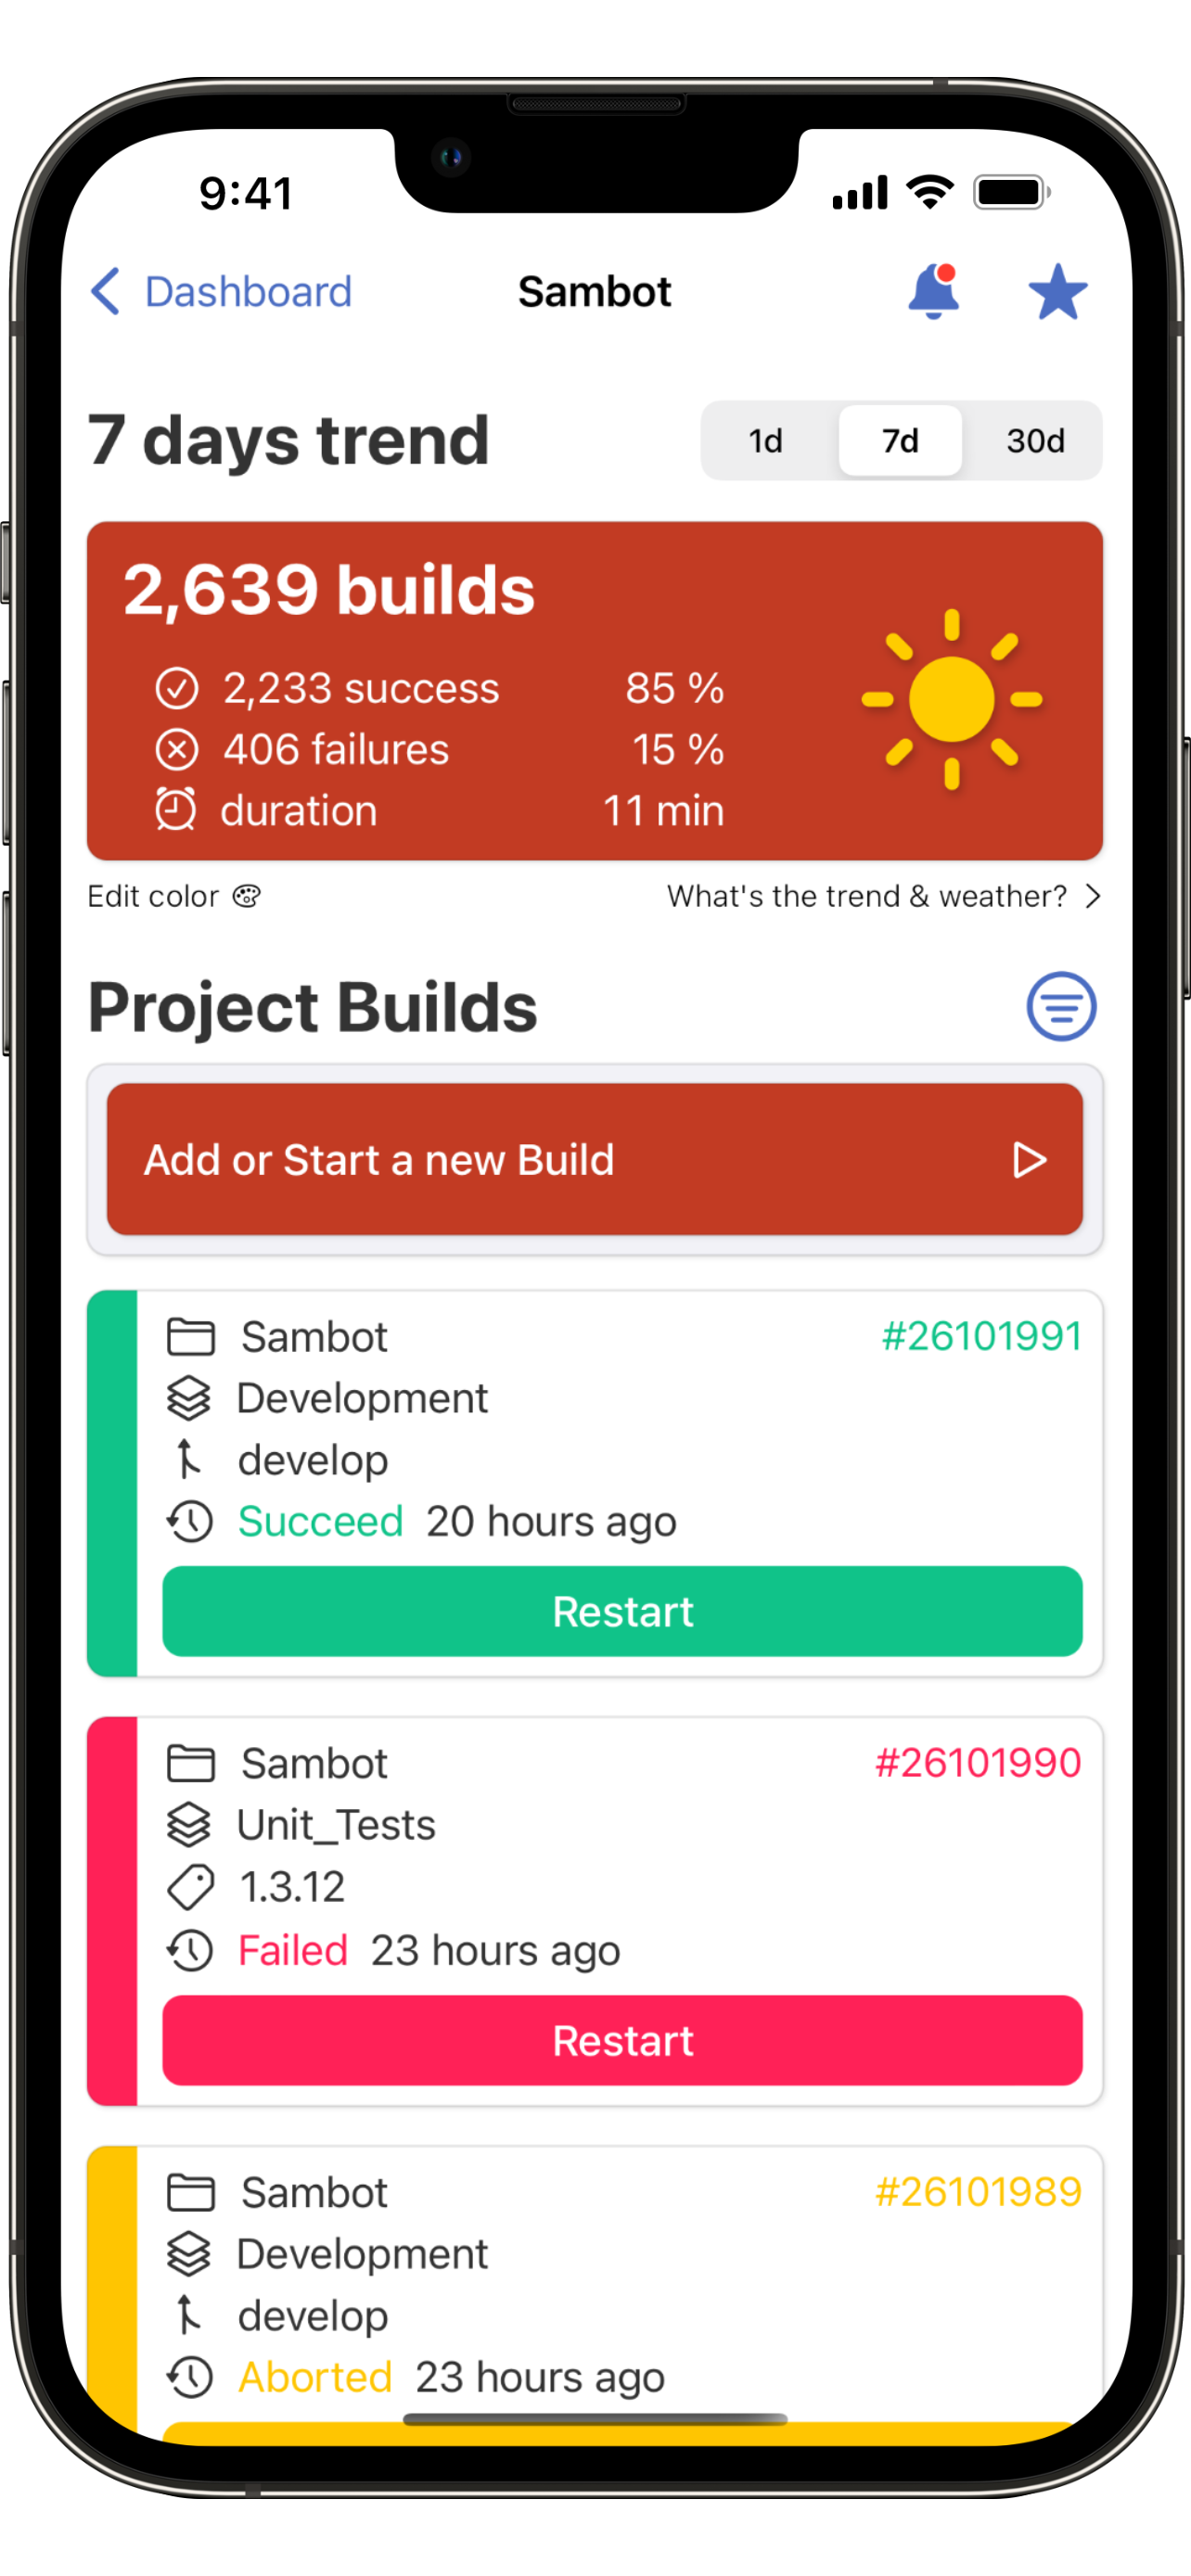 9:41
Dashboard Sambot
7 days trend 1d 7d 30d
2,639 builds
2,233 success 85 %
406 failures 15 %
duration 11 min
Edit color What's the trend & weather?
Project Builds
Add or Start a new Build
Sambot #26101991
Development
develop
Succeed 20 hours ago
Restart
Sambot #26101990
Unit_Tests
1.3.12
Failed 23 hours ago
Restart
Sambot #26101989
Development
develop
Aborted 23 hours ago